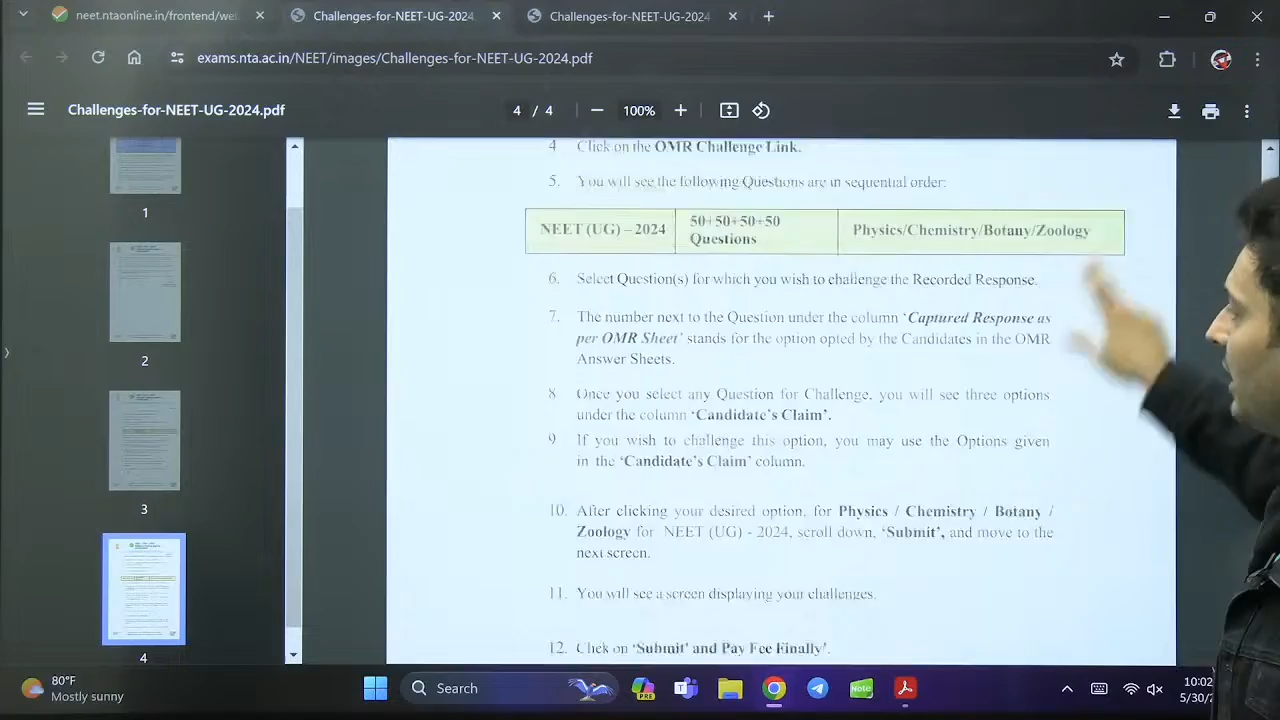 neet.ntaonline.in/frontend/we
Challenges-for-NEET-UG-2024
Challenges-for-NEET-UG-2024
exams.nta.ac.in/NEET/images/Challenges-for-NEET-UG-2024.pdf
Challenges-for-NEET-UG-2024.pdf
4 / 4
100%
4 Click on the OMR Challenge Link.
5. You will see the following Questions are in sequential order:
NEET (UG) – 2024
50+50+50+50
Questions
Physics/Chemistry/Botany/Zoology
6. Select Question(s) for which you wish to challenge the Recorded Response.
7. The number next to the Question under the column ‘Captured Response as
per OMR Sheet’ stands for the option opted by the Candidates in the OMR
Answer Sheets.
8 Once you select any Question for Challenge, you will see three options
under the column ‘Candidate’s Claim’.
9 If you wish to challenge this option, you may use the Options given
in the ‘Candidate’s Claim’ column.
10. After clicking your desired option, for Physics / Chemistry / Botany /
Zoology for NEET (UG) - 2024, scroll down, ‘Submit’, and move to the
next screen.
11. You will see a screen displaying your challenges.
12. Click on ‘Submit’ and Pay Fee Finally’.
1
2
3
4
80°F
Mostly sunny
Search
PRE
Note
10:02
5/30/2